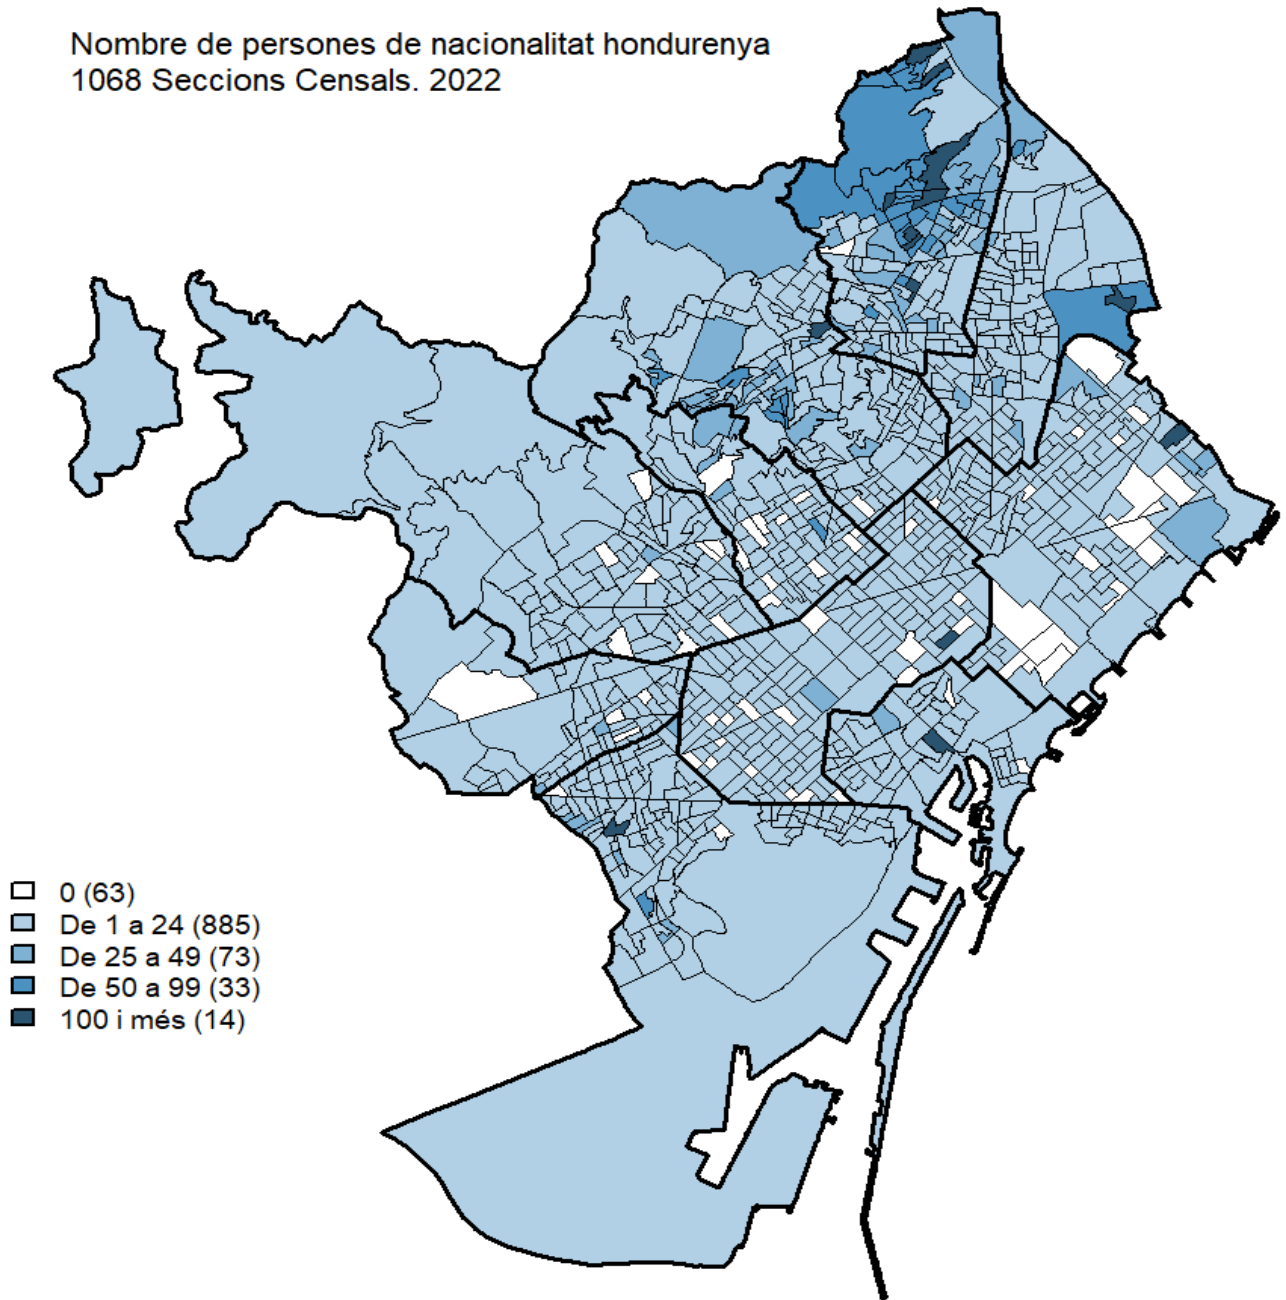 Nombre de persones de nacionalitat hondurenya
1068 Seccions Censals. 2022
0 (63)
De 1 a 24 (885)
De 25 a 49 (73)
De 50 a 99 (33)
100 i més (14)